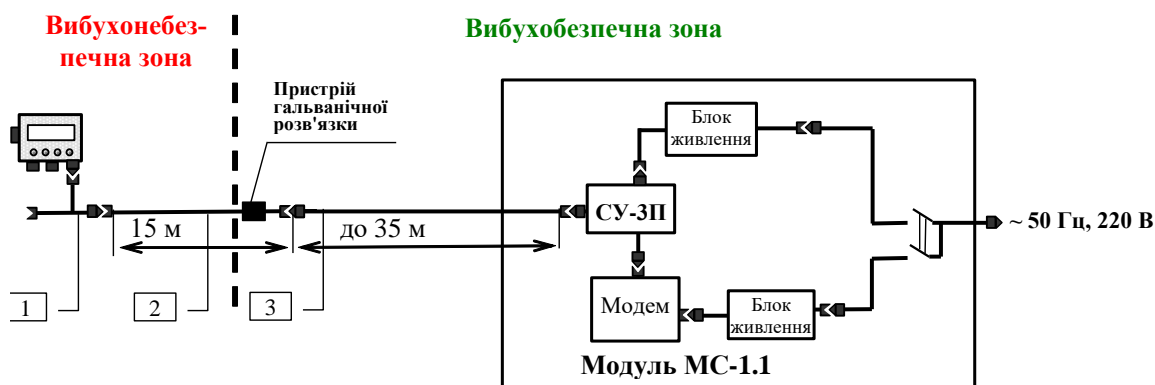 Вибухонебез-
печна зона
Вибухобезпечна зона
Пристрій
гальванічної
розв'язки
Блок
живлення
СУ-3П
15 м
до 35 м
~ 50 Гц, 220 В
1
2
3
Модем
Блок
живлення
Модуль МС-1.1